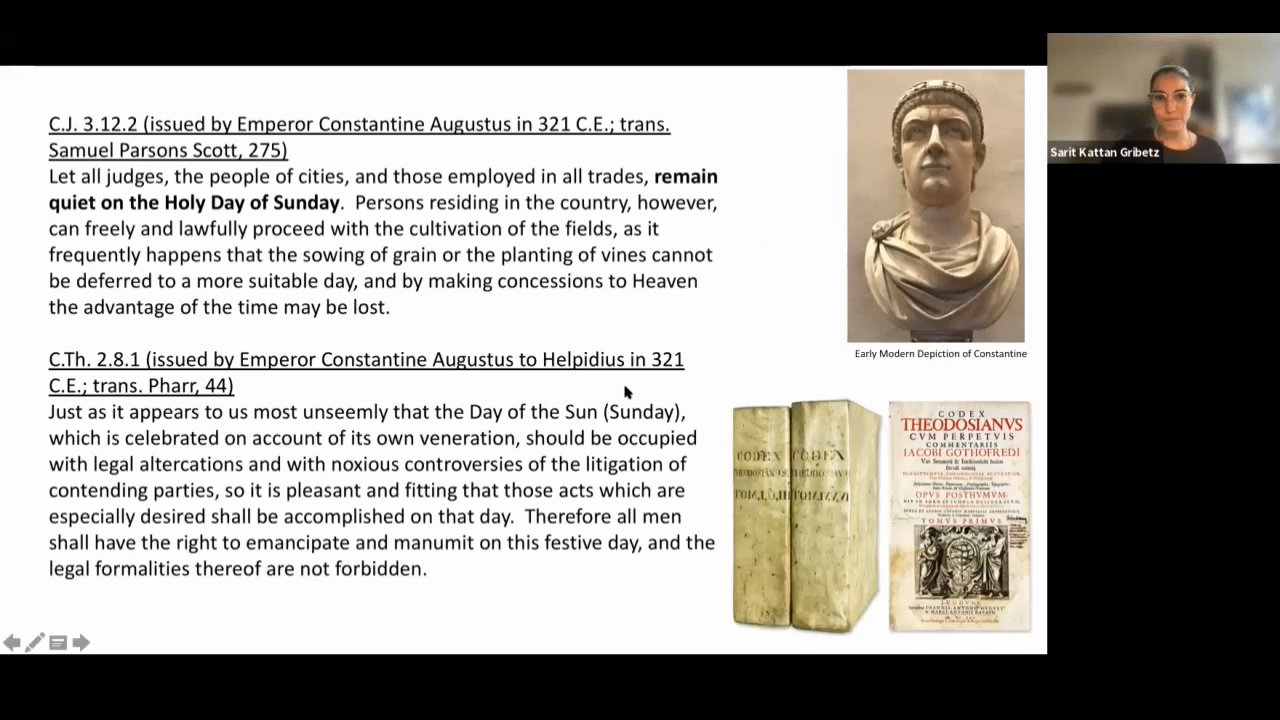 C.J. 3.12.2 (issued by Emperor Constantine Augustus in 321 C.E.; trans.
Samuel Parsons Scott, 275)
Let all judges, the people of cities, and those employed in all trades, remain
quiet on the Holy Day of Sunday. Persons residing in the country, however,
can freely and lawfully proceed with the cultivation of the fields, as it
frequently happens that the sowing of grain or the planting of vines cannot
be deferred to a more suitable day, and by making concessions to Heaven
the advantage of the time may be lost.
C.Th. 2.8.1 (issued by Emperor Constantine Augustus to Helpidius in 321
C.E.; trans. Pharr, 44)
Just as it appears to us most unseemly that the Day of the Sun (Sunday),
which is celebrated on account of its own veneration, should be occupied
with legal altercations and with noxious controversies of the litigation of
contending parties, so it is pleasant and fitting that those acts which are
especially desired shall be accomplished on that day. Therefore all men
shall have the right to emancipate and manumit on this festive day, and the
legal formalities thereof are not forbidden.
Early Modern Depiction of Constantine
CODEX
CODEX
CODEX
THEODOSIANVS
CVM PERPETVIS
COMMENTARIIS
IACOBI GOTHOFREDI
OPVS POSTHVMVM;
TOMVS PRIMVS
Sarit Kattan Gribetz